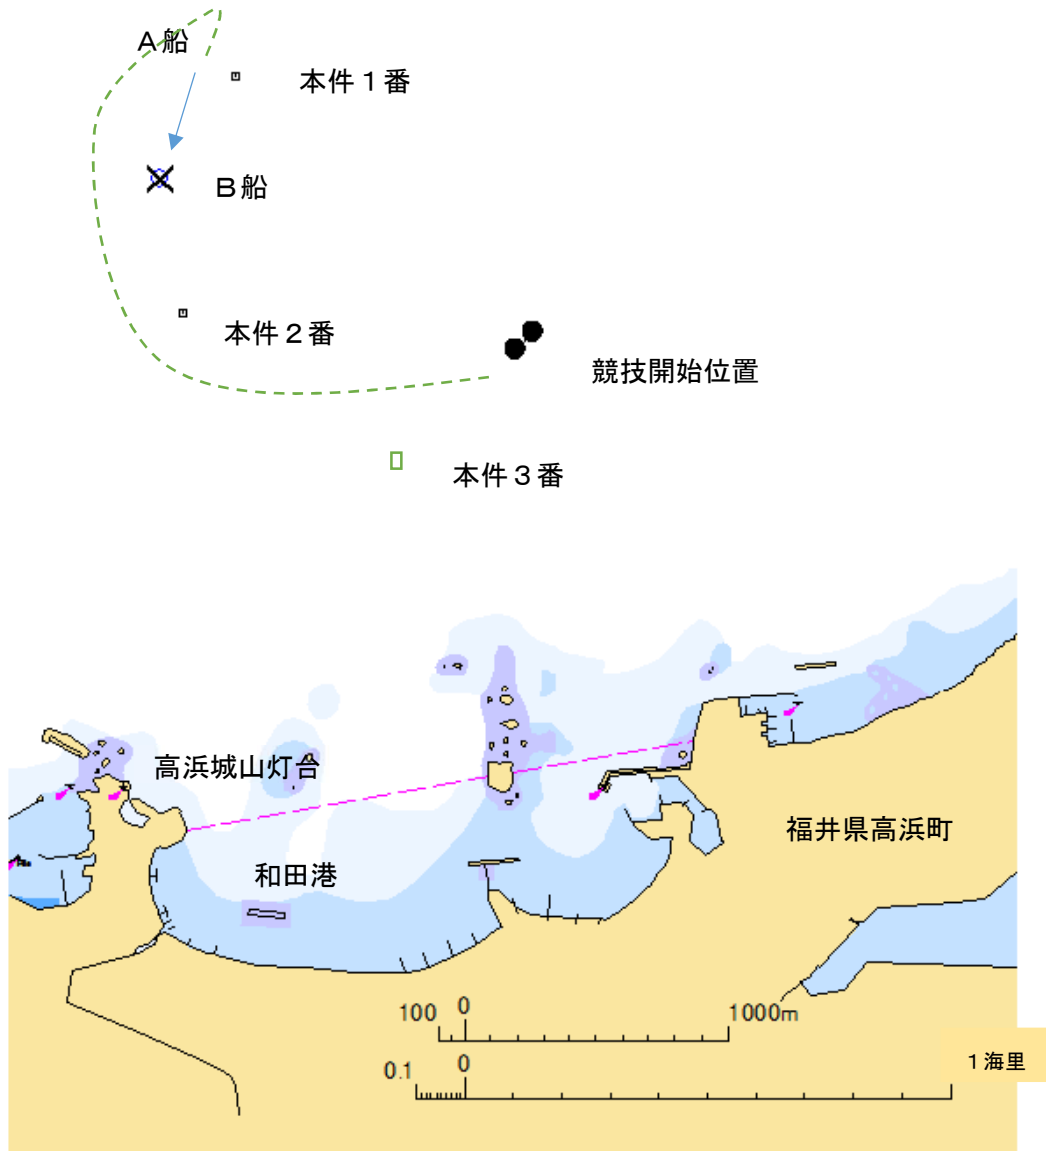 A船
本件１番
B船
本件２番
競技開始位置
本件３番
高浜城山灯台
福井県高浜町
和田港
100 0 1000m
0.1 0 １海里